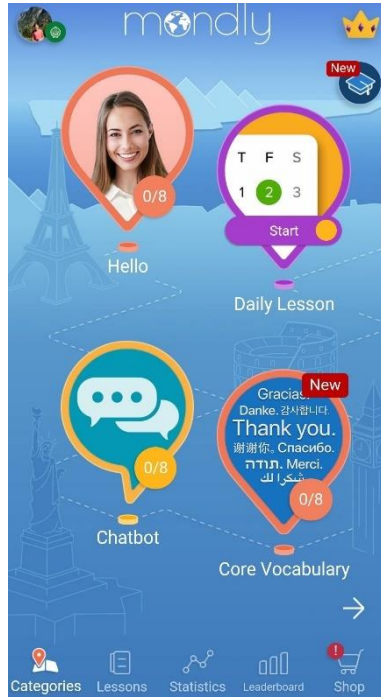 mondly
New
0/8
Hello
T F S
1 2 3
Start
Daily Lesson
0/8
Chatbot
New
Gracias.
Danke. 감사합니다.
Thank you.
谢谢你。Спасибо.
תודה. Merci.
شكرا لك
0/8
Core Vocabulary
!
Categories
Lessons
Statistics
Leaderboard
Shop